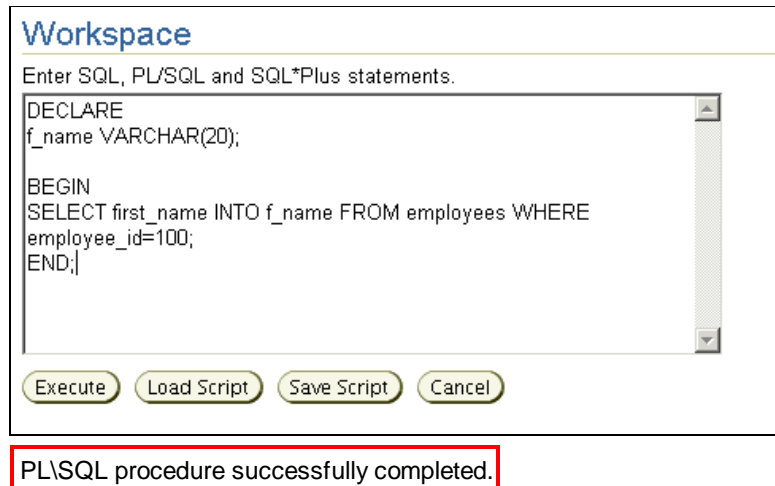 Workspace
Enter SQL, PL/SQL and SQL*Plus statements.
DECLARE
f_name VARCHAR(20);
BEGIN
SELECT first_name INTO f_name FROM employees WHERE
employee_id=100;
END;
Execute Load Script Save Script Cancel
PL\SQL procedure successfully completed.